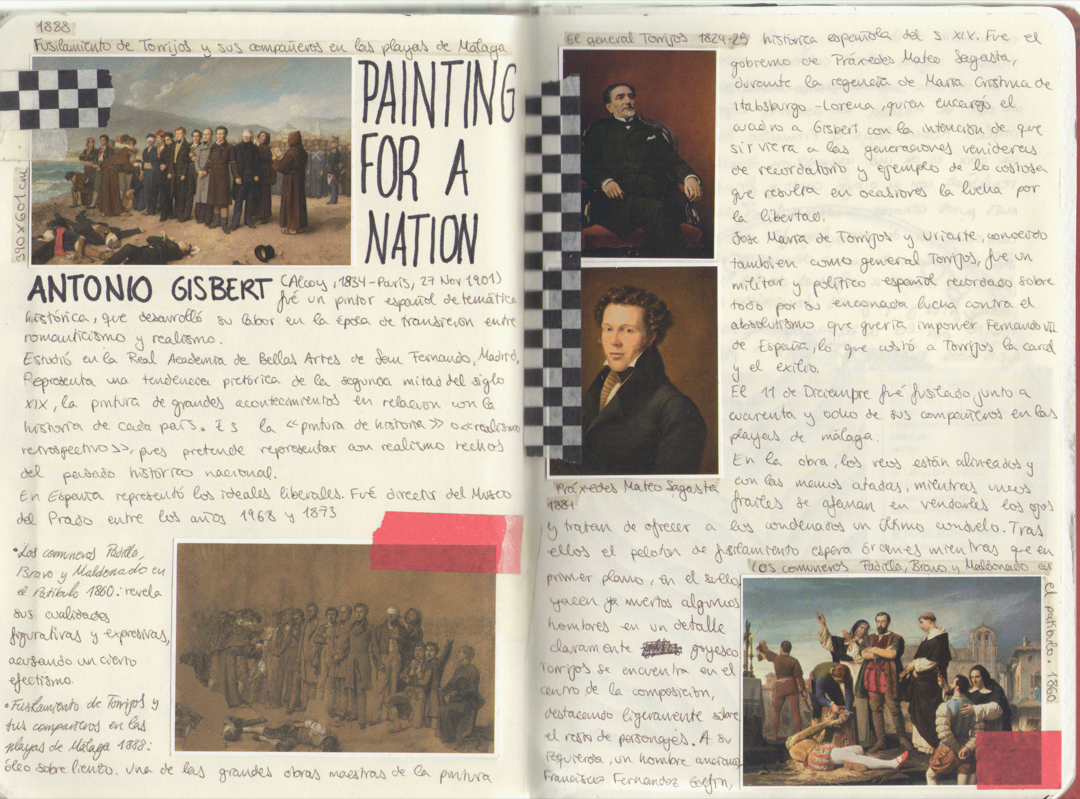 1888
Fusilamiento de Torrijos y sus compañeros en las playas de Málaga
390 x 601 cm
PAINTING
FOR A
NATION
ANTONIO GISBERT (Alcoy, 1834-París, 27 Nov 1901)
fué un pintor español de temática
histórica, que desarrolló su labor en la época de transición entre
romanticismo y realismo.
Estudió en la Real Academia de Bellas Artes de San Fernando, Madrid.
Representa una tendencia pictórica de la segunda mitad del siglo
XIX, la pintura de grandes acontecimientos en relación con la
historia de cada país. Es la <<pintura de historia>> o <<realismo
retrospectivo>>, pues pretende representar con realismo hechos
del pasado histórico nacional.
En España representó los ideales liberales. Fué director del Museo
del Prado entre los años 1968 y 1873
• Los comuneros Padilla,
Bravo y Maldonado en
el Patíbulo 1860: revela
sus cualidades
figurativas y expresivas,
acusando un cierto
efectismo.
• Fusilamiento de Torrijos y
sus compañeros en las
playas de Málaga 1888:
óleo sobre lienzo. Una de las grandes obras maestras de la pintura
El general Torrijos 1824-25
histórica española del s XIX. Fue el
gobierno de Práxedes Mateo Sagasta,
durante la regencia de María Cristina de
Habsburgo-Lorena, quien encargó el
cuadro a Gisbert con la intención de que
sirviera a las generaciones venideras
de recordatorio y ejemplo de lo costosa
que resulta en ocasiones la lucha por
la libertad.
Jose María de Torrijos y Uriarte, conocido
también como general Torrijos, fue un
militar y político español recordado sobre
todo por su enconada lucha contra el
absolutismo que quería imponer Fernando VII
de España, lo que costó a Torrijos la carcel
y el exilio.
El 11 de Diciembre fué fusilado junto a
cuarenta y ocho de sus compañeros en las
playas de málaga.
En la obra, los reos están alineados y
con las manos atadas, mientras unos
frailes se afanan en vendarles los ojos
Práxedes Mateo Sagasta
1884
y tratan de ofrecer a los condenados un último consuelo. Tras
ellos el pelotón de fusilamiento espera órdenes mientras que en
primer plano, en el suelo,
yacen ya muertos algunos
hombres en un detalle
claramente goyesco
Torrijos se encuentra en el
centro de la composición,
destacando ligeramente sobre
el resto de personajes. A su
izquierda, un hombre anciano
Francisco Fernandez Golfín,
Los comuneros Padilla, Bravo y Maldonado en
el patíbulo. 1860